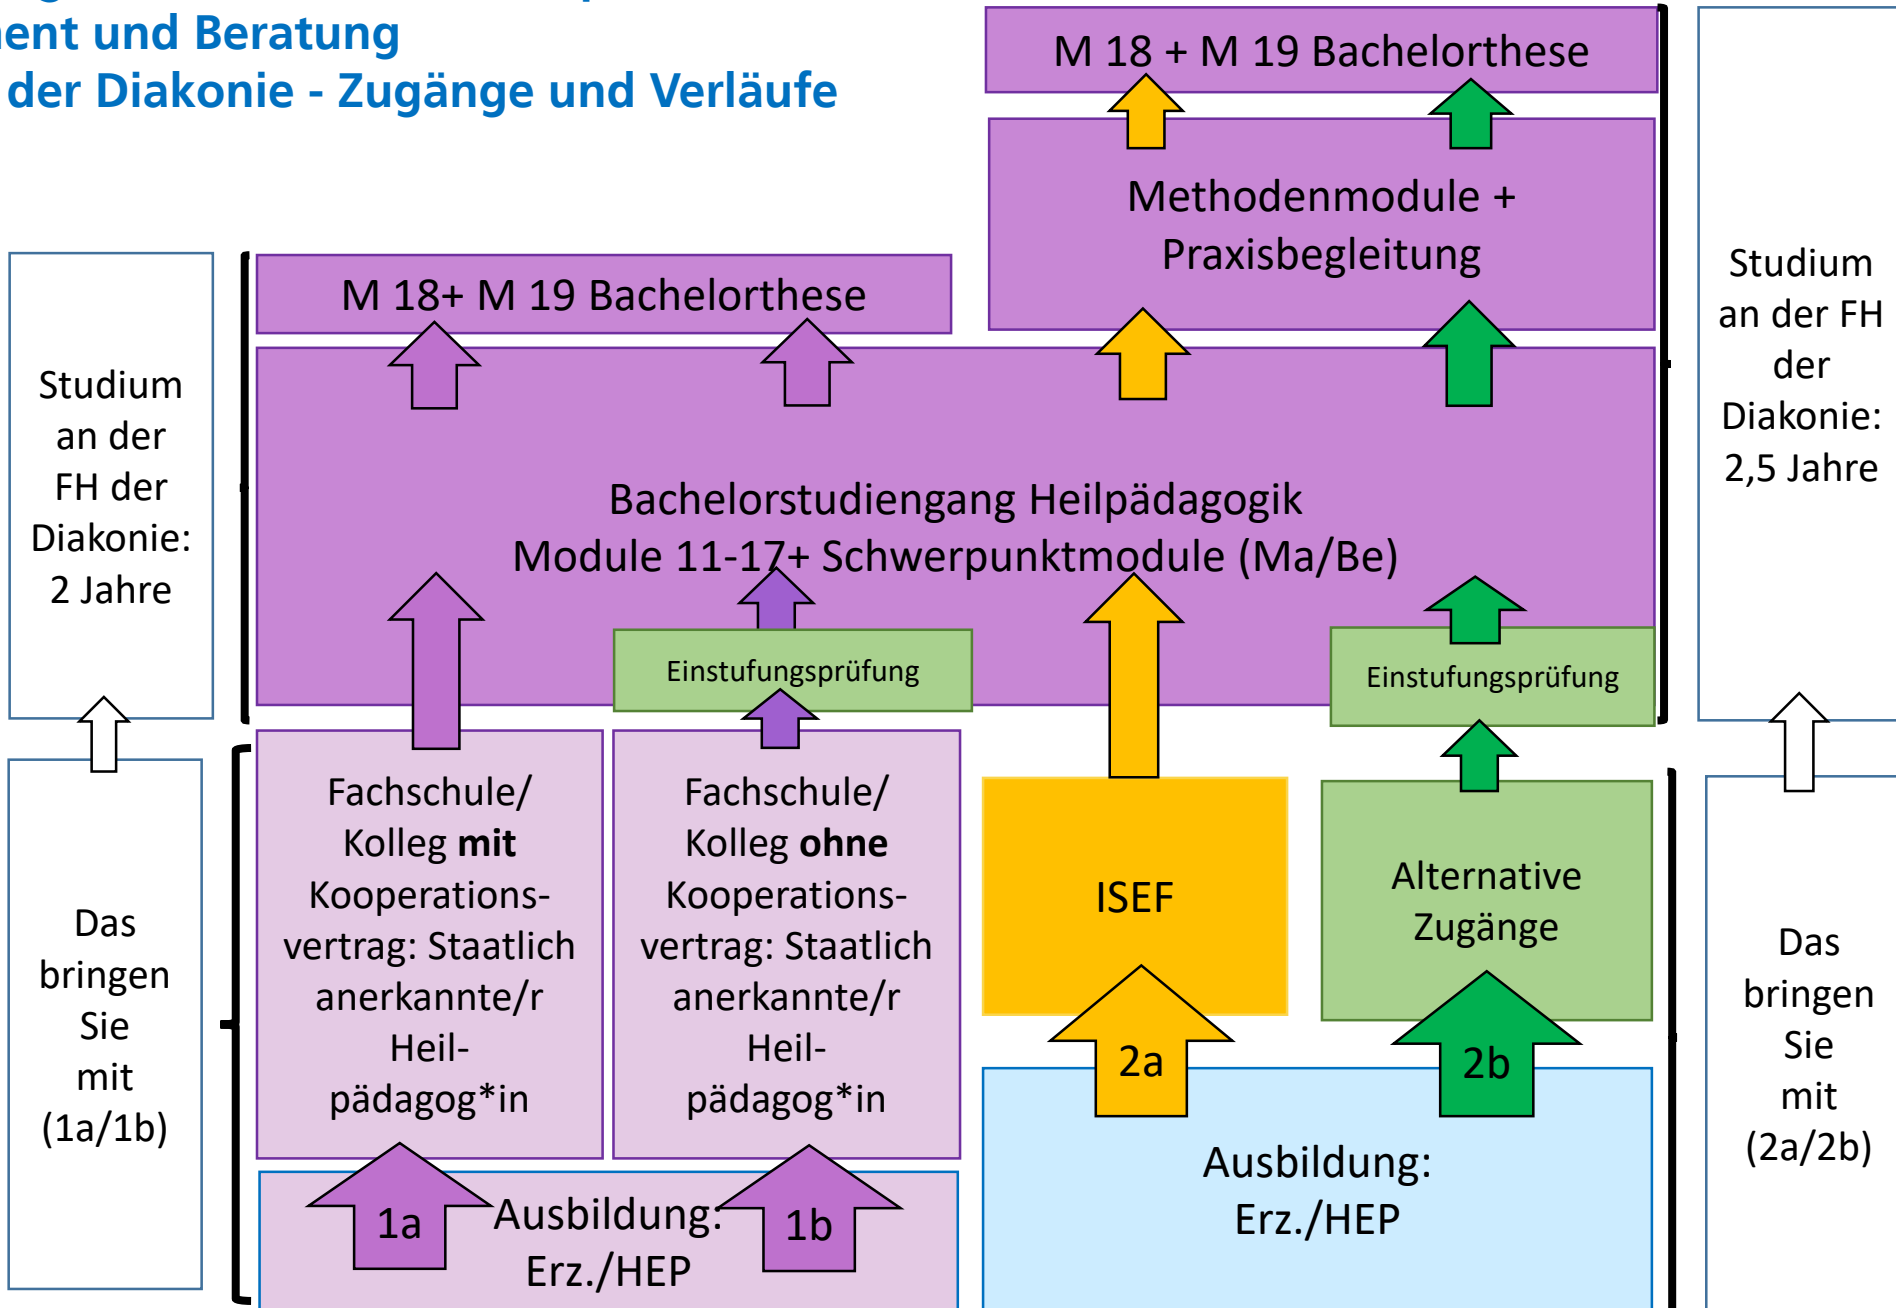 ment und Beratung
der Diakonie - Zugänge und Verläufe
M 18 + M 19 Bachelorthese
Methodenmodule +
Praxisbegleitung
M 18+ M 19 Bachelorthese
Studium
an der
FH der
Diakonie:
2 Jahre
Studium
an der FH
der
Diakonie:
2,5 Jahre
Bachelorstudiengang Heilpädagogik
Module 11-17+ Schwerpunktmodule (Ma/Be)
Einstufungsprüfung
Einstufungsprüfung
Das
bringen
Sie
mit
(1a/1b)
Fachschule/
Kolleg mit
Kooperations-
vertrag: Staatlich
anerkannte/r
Heil-
pädagog*in
Fachschule/
Kolleg ohne
Kooperations-
vertrag: Staatlich
anerkannte/r
Heil-
pädagog*in
ISEF
Alternative
Zugänge
Das
bringen
Sie
mit
(2a/2b)
2a
2b
Ausbildung:
Erz./HEP
1a
1b
Ausbildung:
Erz./HEP